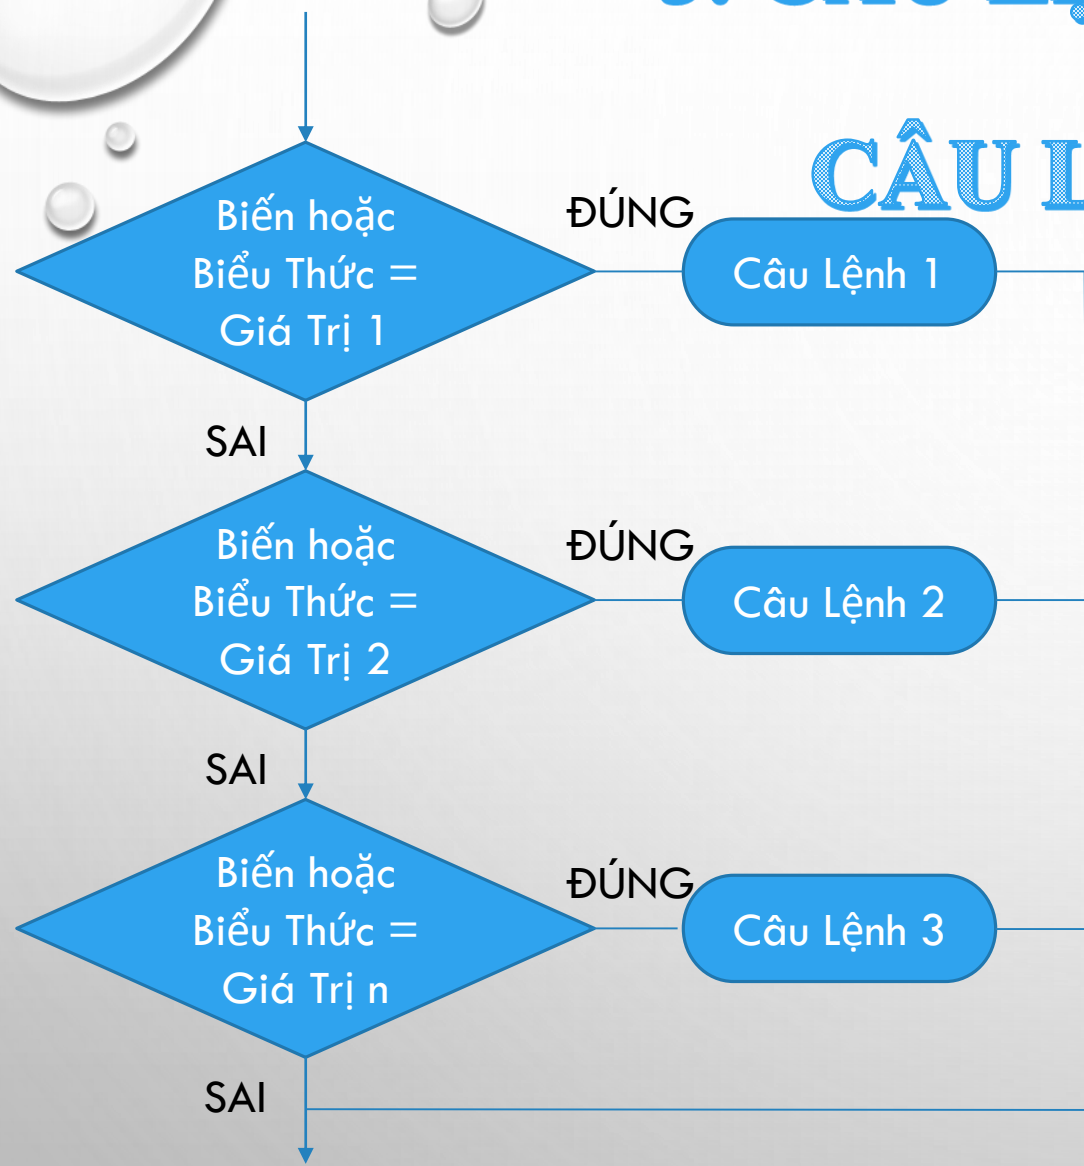 CÂU L
Biến hoặc
Biểu Thức =
Giá Trị 1
ĐÚNG
Câu Lệnh 1
SAI
Biến hoặc
Biểu Thức =
Giá Trị 2
ĐÚNG
Câu Lệnh 2
SAI
Biến hoặc
Biểu Thức =
Giá Trị n
ĐÚNG
Câu Lệnh 3
SAI